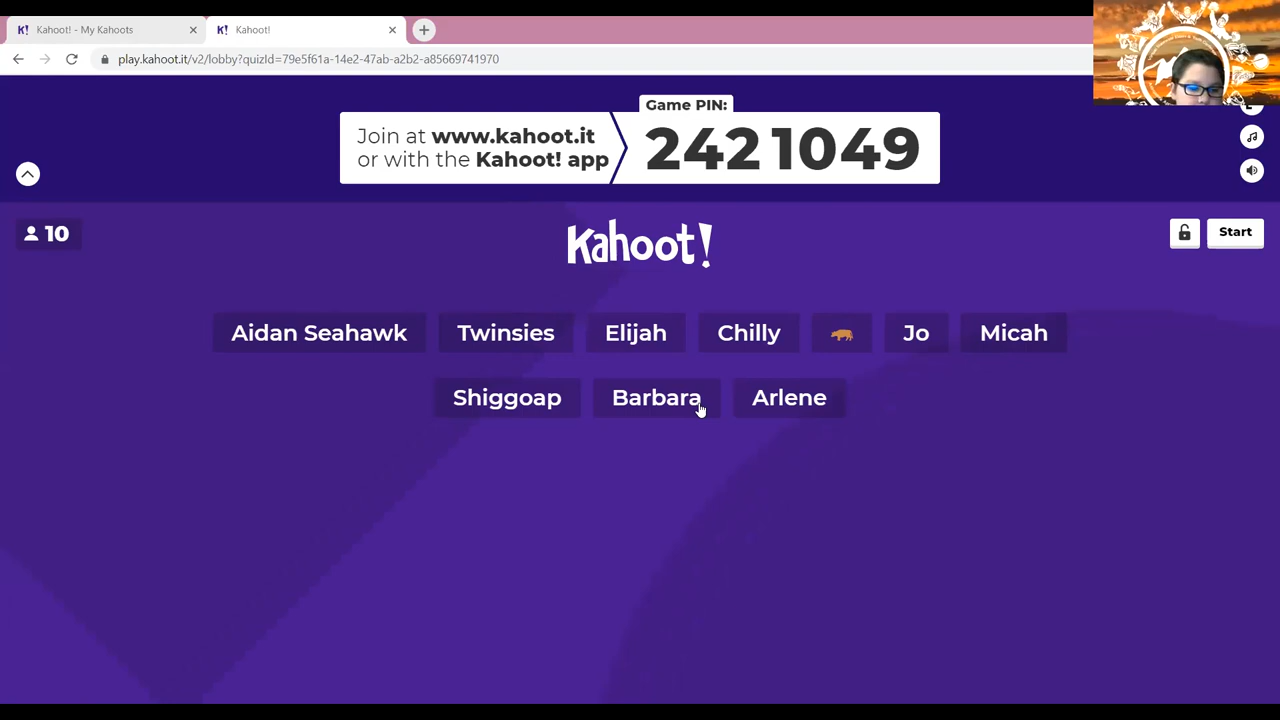 Kahoot! - My Kahoots
Kahoot!
play.kahoot.it/v2/lobby?quizId=79e5f61a-14e2-47ab-a2b2-a85669741970
Game PIN:
Join at www.kahoot.it
or with the Kahoot! app
242 1049
10
Kahoot!
Start
Aidan Seahawk Twinsies Elijah Chilly Jo Micah
Shiggoap Barbara Arlene